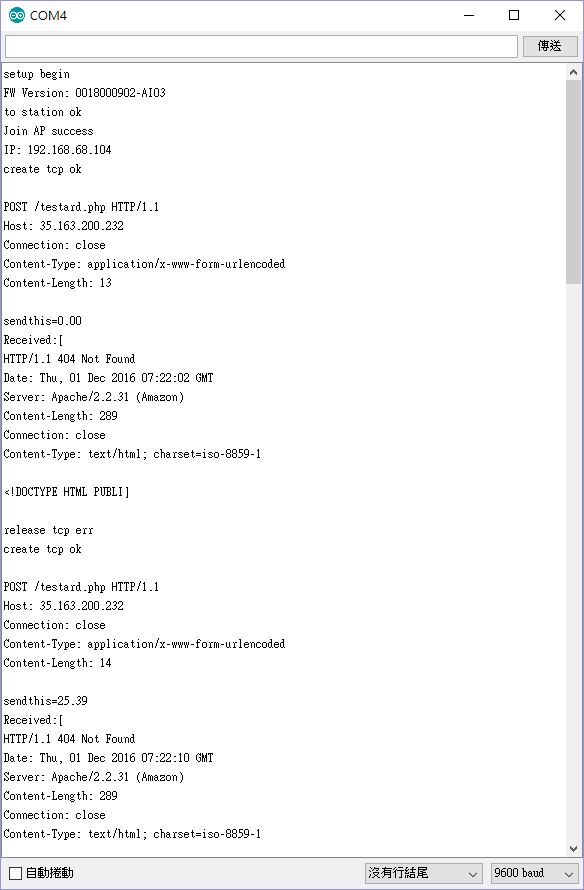 COM4
傳送
setup begin
FW Version: 0018000902-AI03
to station ok
Join AP success
IP: 192.168.68.104
create tcp ok
POST /testard.php HTTP/1.1
Host: 35.163.200.232
Connection: close
Content-Type: application/x-www-form-urlencoded
Content-Length: 13
sendthis=0.00
Received:[
HTTP/1.1 404 Not Found
Date: Thu, 01 Dec 2016 07:22:02 GMT
Server: Apache/2.2.31 (Amazon)
Content-Length: 289
Connection: close
Content-Type: text/html; charset=iso-8859-1
<!DOCTYPE HTML PUBLI]
release tcp err
create tcp ok
POST /testard.php HTTP/1.1
Host: 35.163.200.232
Connection: close
Content-Type: application/x-www-form-urlencoded
Content-Length: 14
sendthis=25.39
Received:[
HTTP/1.1 404 Not Found
Date: Thu, 01 Dec 2016 07:22:10 GMT
Server: Apache/2.2.31 (Amazon)
Content-Length: 289
Connection: close
Content-Type: text/html; charset=iso-8859-1
自動捲動
沒有行結尾
9600 baud